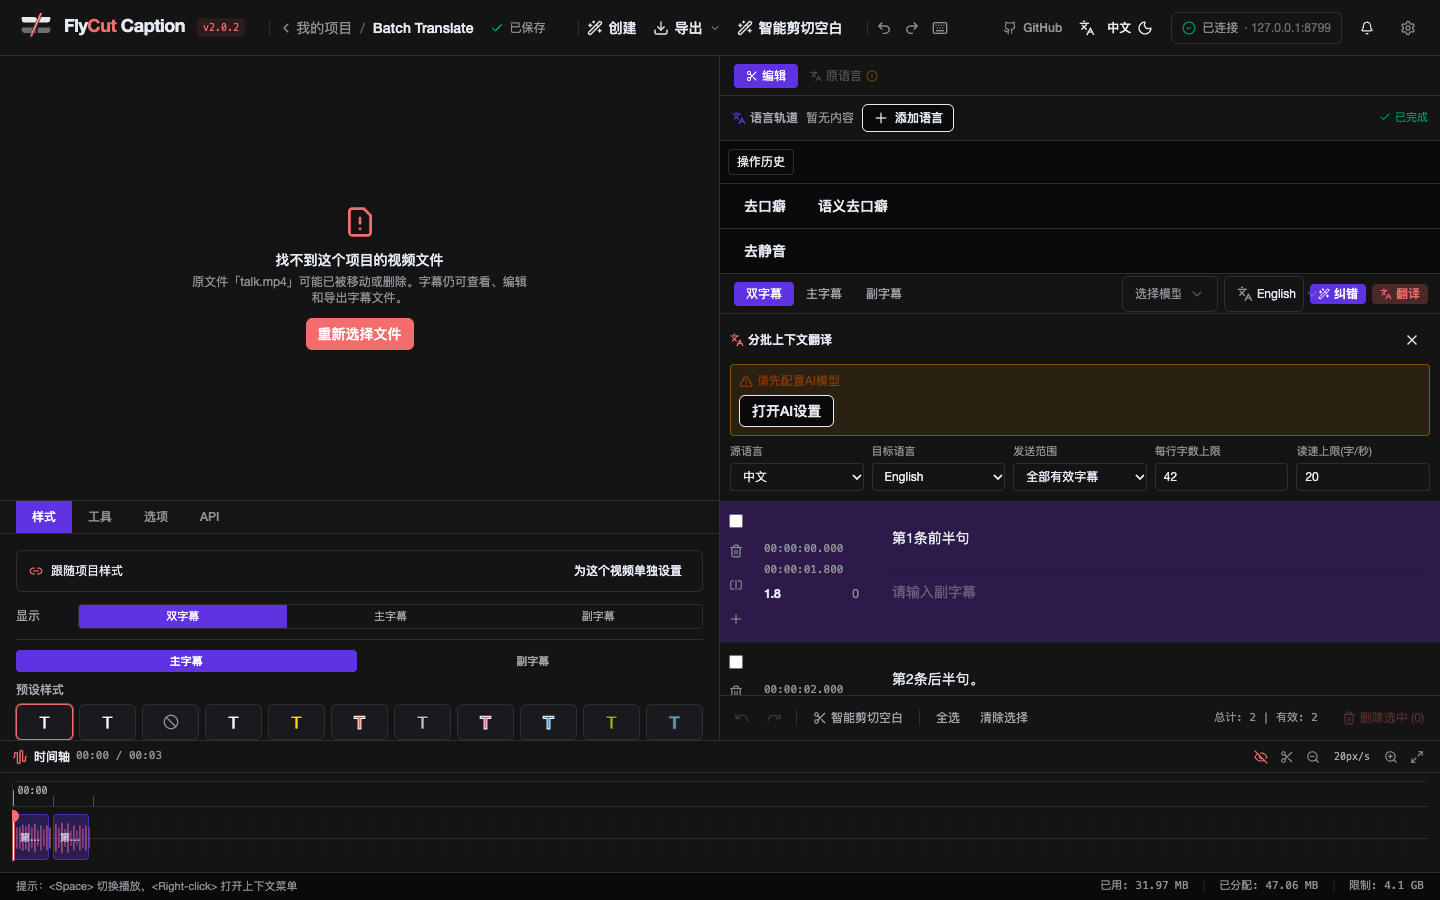 FlyCut Caption v2.0.2 我的项目 / Batch Translate 已保存 创建 导出 智能剪切空白 GitHub 中文 已连接 · 127.0.0.1:8799
编辑 原语言
语言轨道 暂无内容 添加语言 已完成
操作历史
去口癖 语义去口癖
去静音
双字幕 主字幕 副字幕 选择模型 English 纠错 翻译
分批上下文翻译
请先配置AI模型
打开AI设置
源语言 目标语言 发送范围 每行字数上限 读速上限(字/秒)
中文 English 全部有效字幕 42 20
第1条前半句
00:00:00.000
00:00:01.800
1.8 0 请输入副字幕
第2条后半句。
00:00:02.000
智能剪切空白 全选 清除选择 总计: 2 | 有效: 2 删除选中 (0)
找不到这个项目的视频文件
原文件「talk.mp4」可能已被移动或删除。字幕仍可查看、编辑
和导出字幕文件。
重新选择文件
样式 工具 选项 API
跟随项目样式 为这个视频单独设置
显示 双字幕 主字幕 副字幕
主字幕 副字幕
预设样式
T T T T T T T T T T
时间轴 00:00 / 00:03 20px/s
00:00
第... 第...
提示: <Space> 切换播放, <Right-click> 打开上下文菜单 已用: 31.97 MB 已分配: 47.06 MB 限制: 4.1 GB